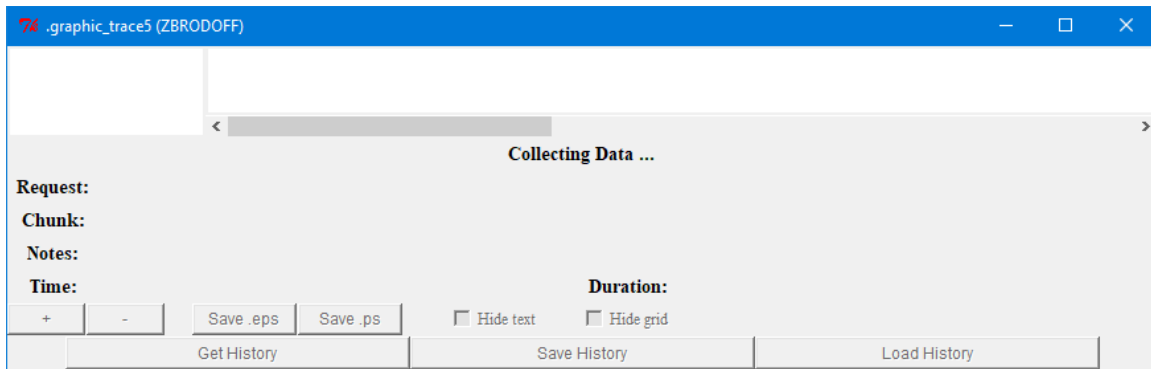 .graphic_trace5 (ZBRODOFF)
Collecting Data ...
Request:
Chunk:
Notes:
Time: Duration:
+ - Save .eps Save .ps Hide text Hide grid
Get History Save History Load History